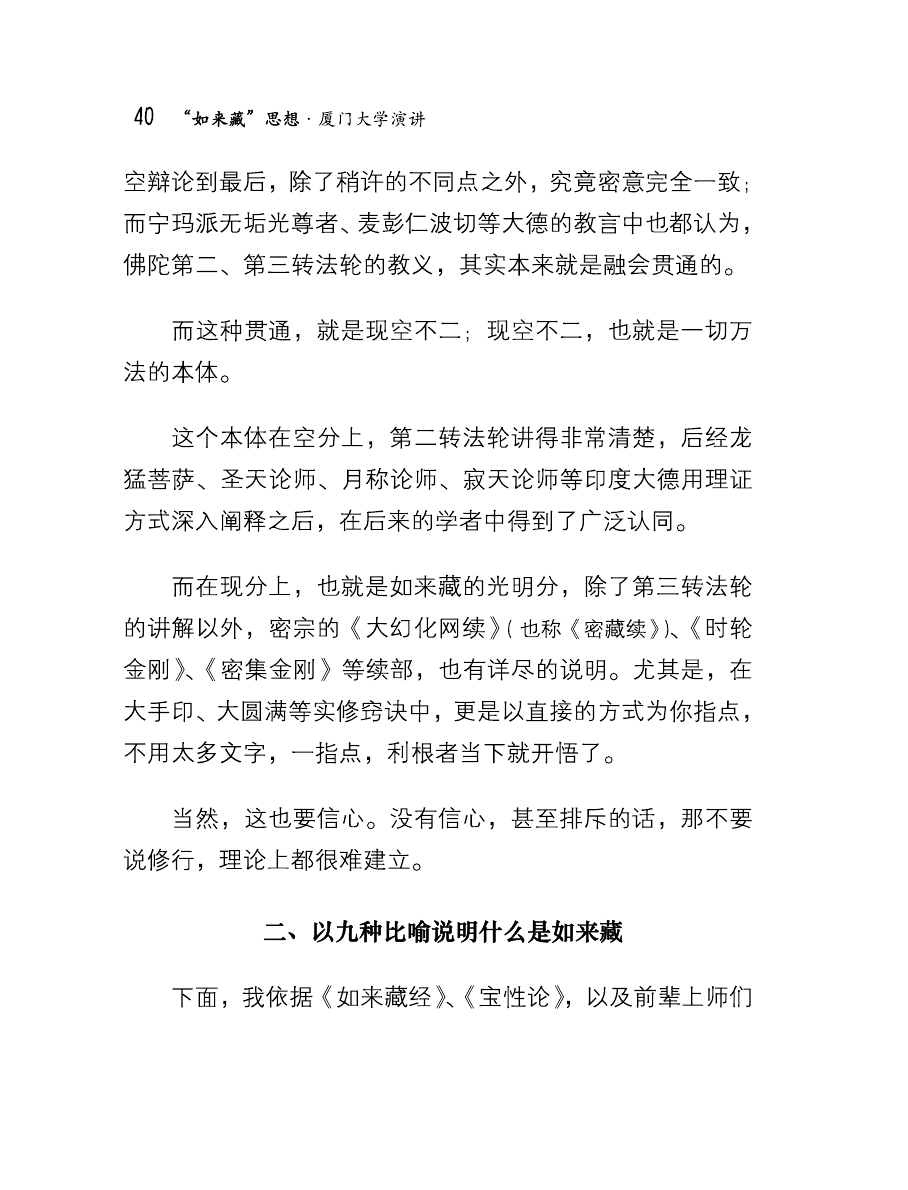 40 “如来藏”思想·厦门大学演讲
空辩论到最后，除了稍许的不同点之外，究竟密意完全一致；
而宁玛派无垢光尊者、麦彭仁波切等大德的教言中也都认为，
佛陀第二、第三转法轮的教义，其实本来就是融会贯通的。
而这种贯通，就是现空不二；现空不二，也就是一切万
法的本体。
这个本体在空分上，第二转法轮讲得非常清楚，后经龙
猛菩萨、圣天论师、月称论师、寂天论师等印度大德用理证
方式深入阐释之后，在后来的学者中得到了广泛认同。
而在现分上，也就是如来藏的光明分，除了第三转法轮
的讲解以外，密宗的《大幻化网续》(也称《密藏续》)、《时轮
金刚》、《密集金刚》等续部，也有详尽的说明。尤其是，在
大手印、大圆满等实修窍诀中，更是以直接的方式为你指点，
不用太多文字，一指点，利根者当下就开悟了。
当然，这也要信心。没有信心，甚至排斥的话，那不要
说修行，理论上都很难建立。
二、以九种比喻说明什么是如来藏
下面，我依据《如来藏经》、《宝性论》，以及前辈上师们